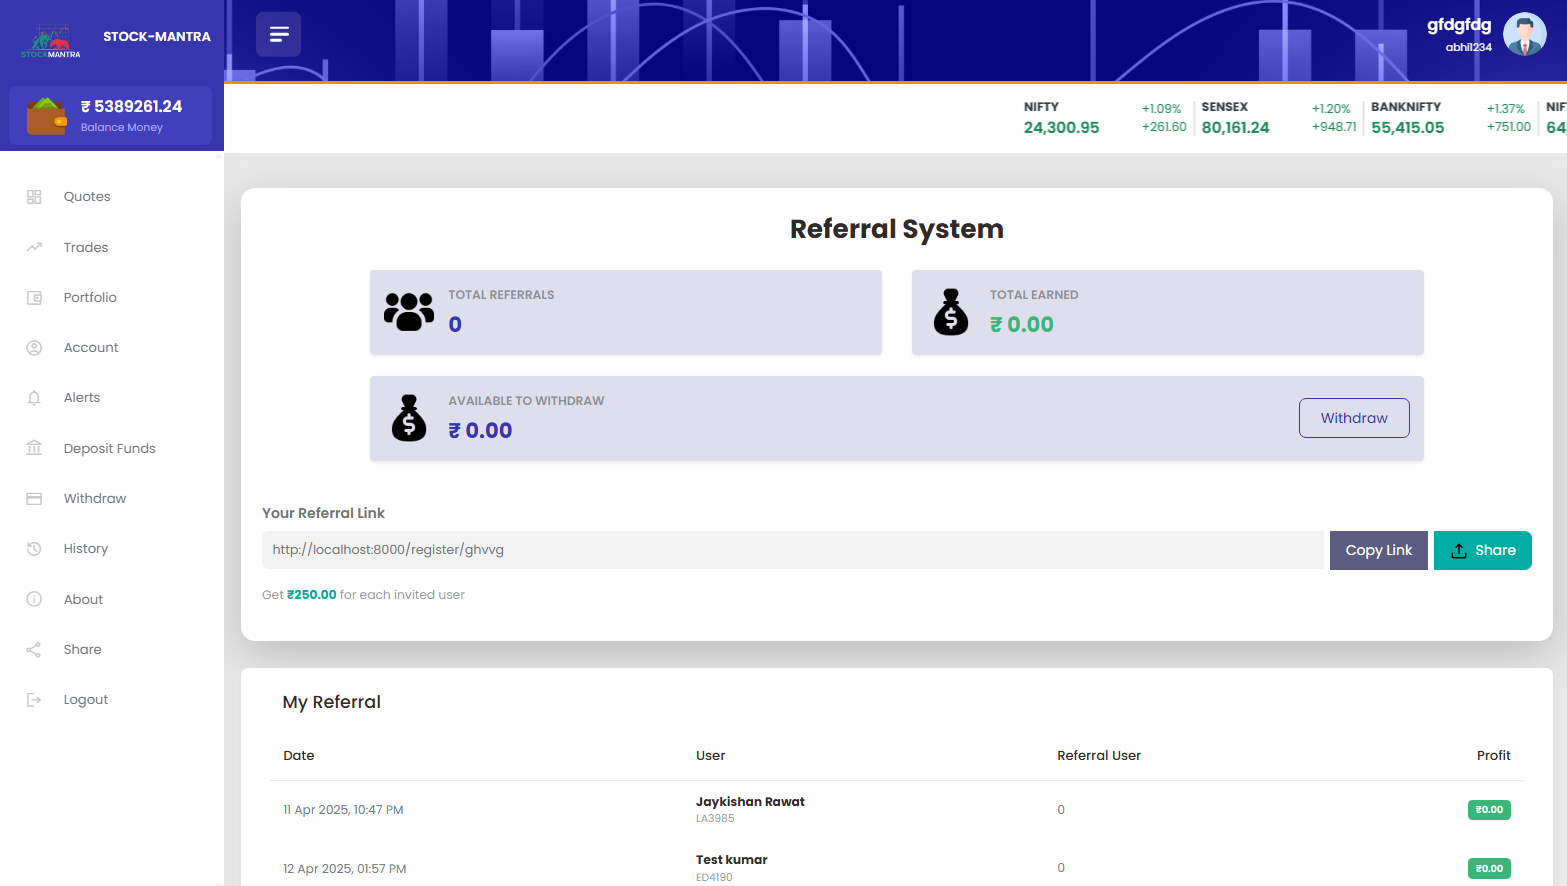 STOCKMANTRA
STOCK-MANTRA
₹ 5389261.24
Balance Money
Quotes
Trades
Portfolio
Account
Alerts
Deposit Funds
Withdraw
History
About
Share
Logout
gfdgfdg
abhi1234
NIFTY
24,300.95
+1.09%
+261.60
SENSEX
80,161.24
+1.20%
+948.71
BANKNIFTY
55,415.05
+1.37%
+751.00
NIF
64,
Referral System
TOTAL REFERRALS
0
TOTAL EARNED
₹ 0.00
AVAILABLE TO WITHDRAW
₹ 0.00
Withdraw
Your Referral Link
http://localhost:8000/register/ghvvg
Copy Link
Share
Get ₹250.00 for each invited user
My Referral
Date User Referral User Profit
11 Apr 2025, 10:47 PM
Jaykishan Rawat
LA3985
0
₹0.00
12 Apr 2025, 01:57 PM
Test kumar
ED4190
0
₹0.00